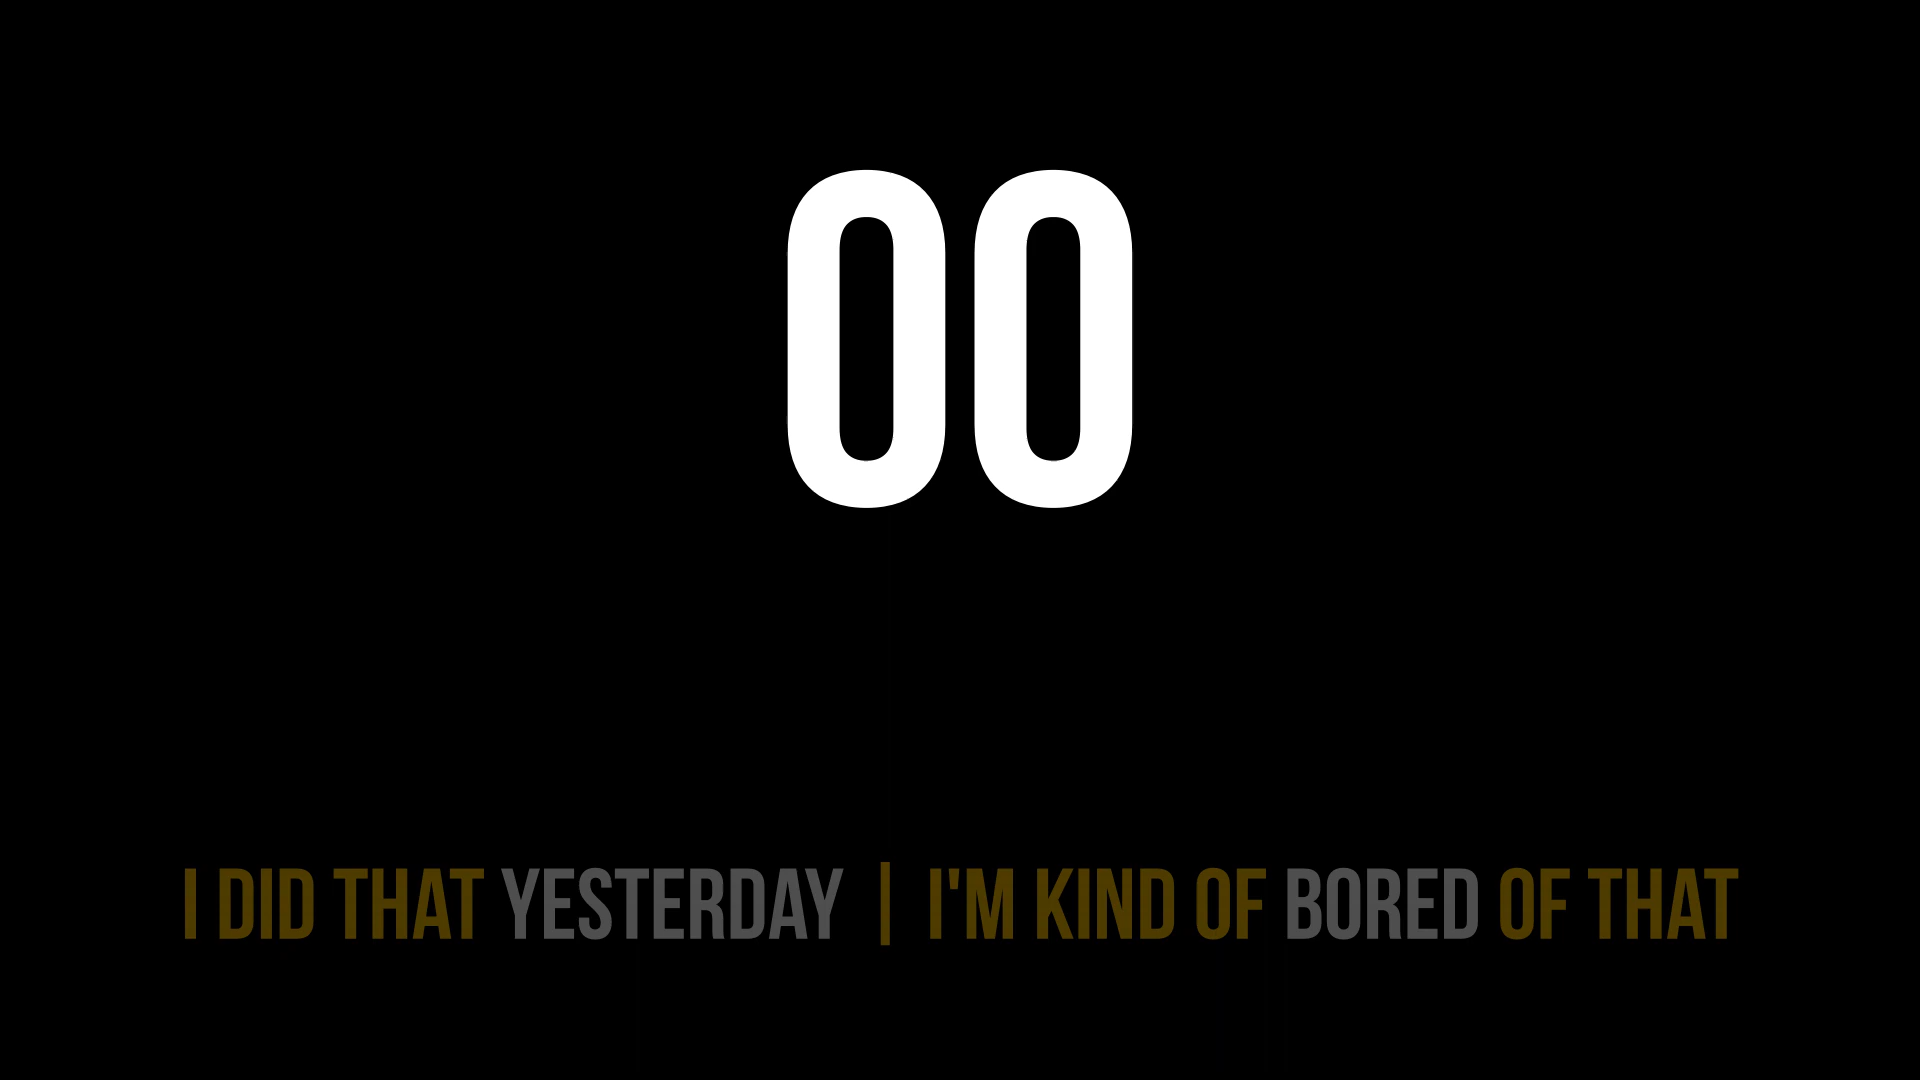 00
I DID THAT YESTERDAY | I'M KIND OF BORED OF THAT